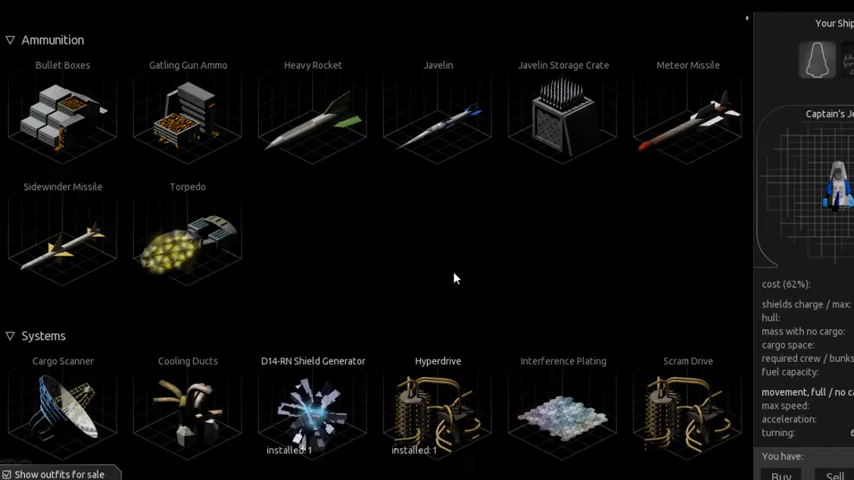 Ammunition
Bullet Boxes Gatling Gun Ammo Heavy Rocket Javelin Javelin Storage Crate Meteor Missile
Sidewinder Missile Torpedo
Systems
Cargo Scanner Cooling Ducts D14-RN Shield Generator Hyperdrive Interference Plating Scram Drive
installed: 1 installed: 1
Show outfits for sale
Your Ship
Captain's Je
cost (62%):
shields charge / max:
hull:
mass with no cargo:
cargo space:
required crew / bunks
fuel capacity:
movement, full / no ca
max speed:
acceleration:
turning: 6
You have:
Buy Sell